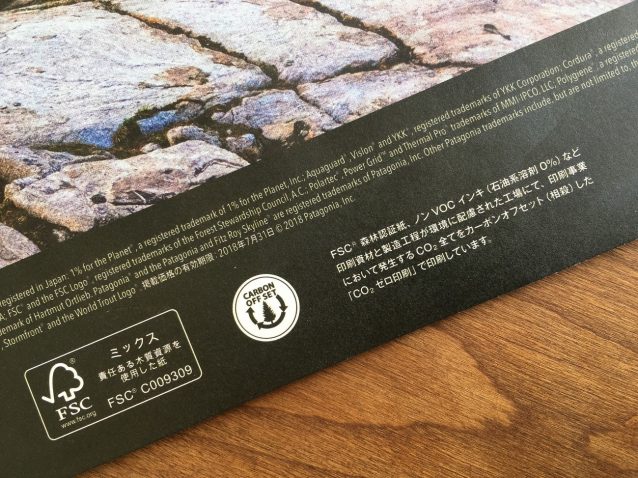 registered in Japan. 1% for the Planet®, a registered trademark of 1% for the Planet, Inc.; Aquaguard®, Vislon® and YKK®, registered trademarks of YKK Corporation; Cordura®, a registered
A; FSC® and the FSC Logo®, registered trademarks of the Forest Stewardship Council, A.C.; Polartec®, Power Grid™ and Thermal Pro® trademarks of MMI-IPCO, LLC; Polygiene®, a registered
demark of Hartmut Ortlieb. Patagonia® and the Patagonia and Fitz Roy Skyline® are registered trademarks of Patagonia, Inc. Other Patagonia trademarks include, but are not limited to, the
, Stormfront® and the World Trout Logo®. 掲載価格の有効期限: 2018年7月31日 © 2018 Patagonia, Inc.
FSC® 森林認証紙、ノンVOCインキ（石油系溶剤0%）など
印刷資材と製造工程が環境に配慮された工場にて、印刷事業
において発生するCO₂全てをカーボンオフセット（相殺）した
「CO₂ゼロ印刷」で印刷しています。
CARBON
OFF SET
FSC
www.fsc.org
ミックス
責任ある木質資源を
使用した紙
FSC® C009309